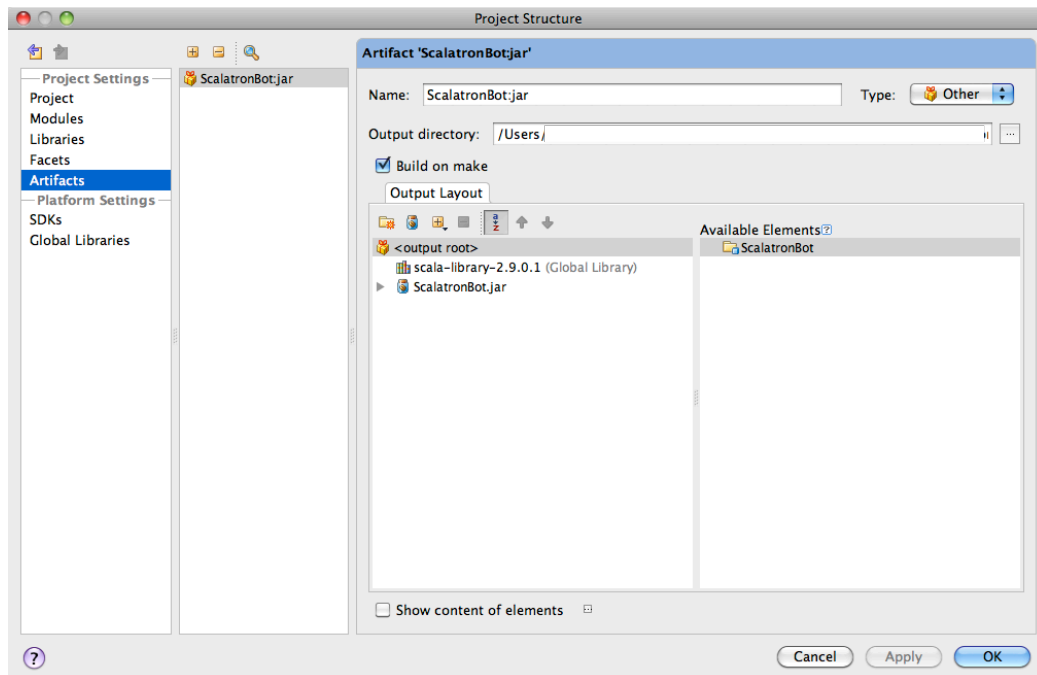 Project Structure
Project Settings
Project
Modules
Libraries
Facets
Artifacts
Platform Settings
SDKs
Global Libraries
ScalatronBot:jar
Artifact 'ScalatronBot:jar'
Name: ScalatronBot:jar Type: Other
Output directory: /Users/
Build on make
Output Layout
Available Elements?
<output root>
scala-library-2.9.0.1 (Global Library)
ScalatronBot.jar
ScalatronBot
Show content of elements
? Cancel Apply OK